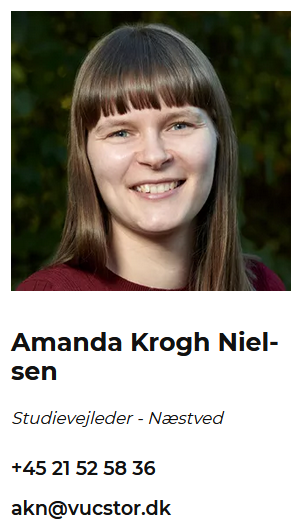 Amanda Krogh Niel-
sen
Studievejleder - Næstved
+45 21 52 58 36
akn@vucstor.dk